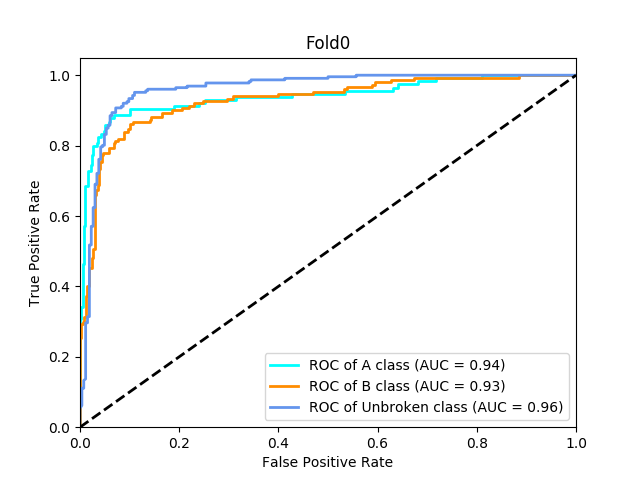 Fold0
1.0
0.8
0.6
0.4
0.2
0.0
True Positive Rate
ROC of A class (AUC = 0.94)
ROC of B class (AUC = 0.93)
ROC of Unbroken class (AUC = 0.96)
0.0 0.2 0.4 0.6 0.8 1.0
False Positive Rate